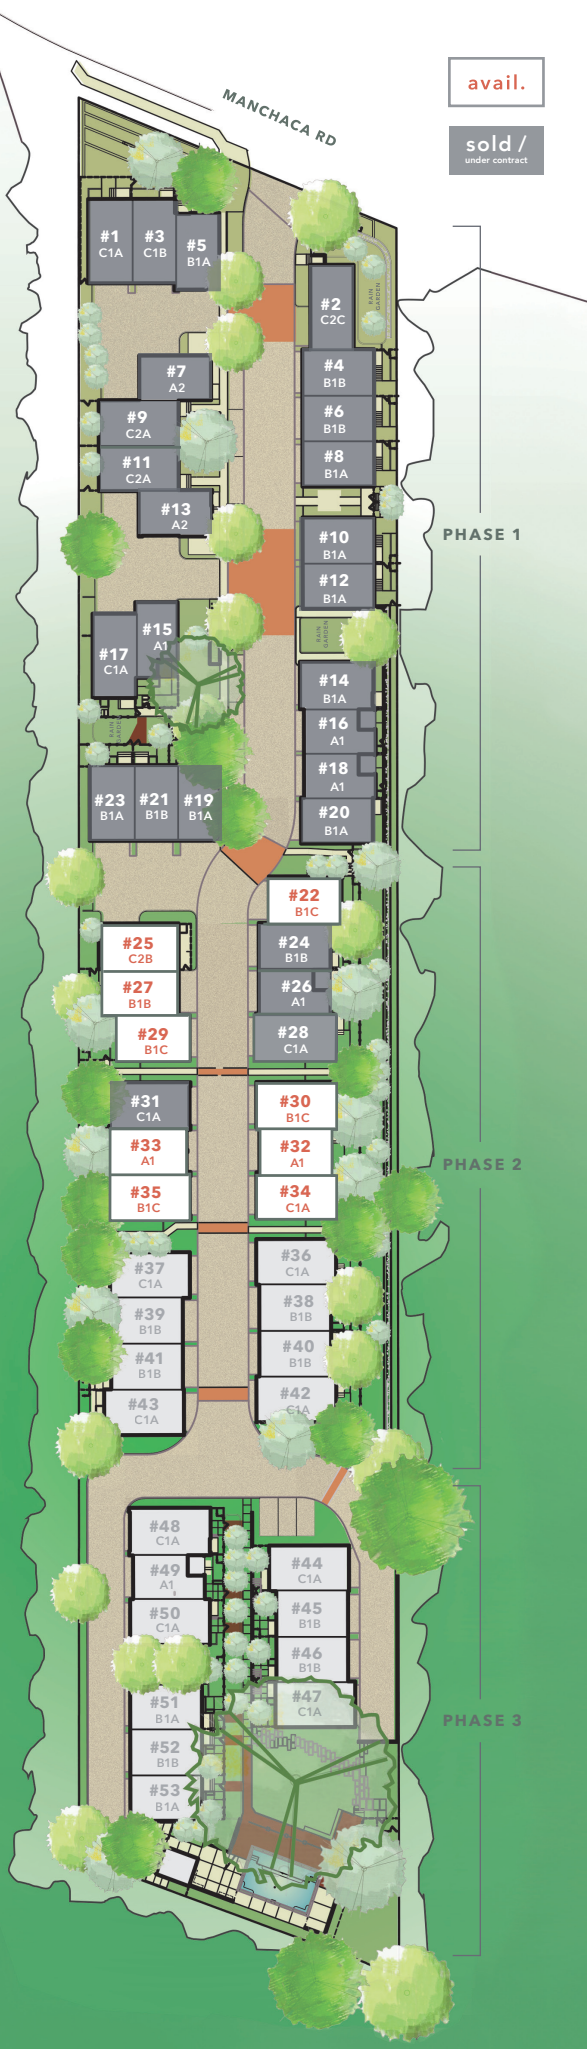 avail.
MANCHACA RD
sold /
under contract
#1
C1A
#3
C1B
#5
B1A
#2
C2C
RAIN
GARDEN
#7
A2
#4
B1B
#9
C2A
#6
B1B
#11
C2A
#8
B1A
#13
A2
#10
B1A
PHASE 1
#12
B1A
#15
A1
RAIN
GARDEN
#17
C1A
#14
B1A
RAIN
GARDEN
#16
A1
#18
A1
#23
B1A
#21
B1B
#19
B1A
#20
B1A
#22
B1C
#25
C2B
#24
B1B
#27
B1B
#26
A1
#29
B1C
#28
C1A
#31
C1A
#30
B1C
#33
A1
#32
A1
PHASE 2
#35
B1C
#34
C1A
#37
C1A
#36
C1A
#39
B1B
#38
B1B
#41
B1B
#40
B1B
#43
C1A
#42
C1A
#48
C1A
#44
C1A
#49
A1
#45
B1B
#50
C1A
#46
B1B
#51
B1A
#47
C1A
PHASE 3
#52
B1B
#53
B1A